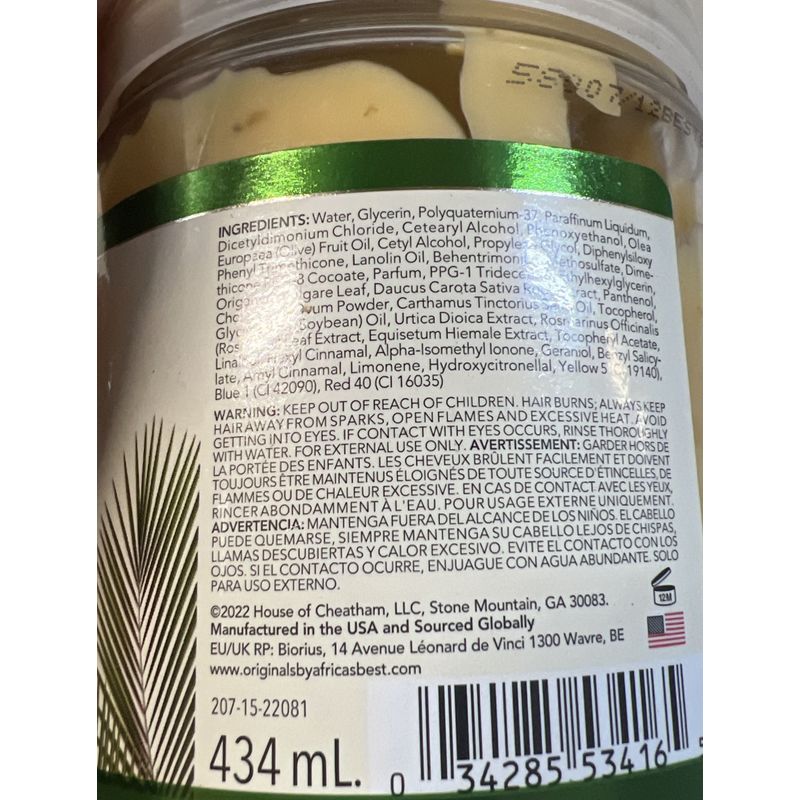 58907/12BEST
INGREDIENTS: Water, Glycerin, Polyquaternium-37, Paraffinum Liquidum,
Dicetyldimonium Chloride, Cetearyl Alcohol, Phenoxyethanol, Olea
Europaea (Olive) Fruit Oil, Cetyl Alcohol, Propylene Glycol, Diphenylsiloxy
Phenyl Trimethicone, Lanolin Oil, Behentrimonium Methosulfate, Dime-
thicone Cocoate, Parfum, PPG-1 Trideceth Ethylhexylglycerin,
Origanum Vulgare Leaf, Daucus Carota Sativa Root Extract, Panthenol,
Powder, Carthamus Tinctorius Seed Oil, Tocopherol,
(Soybean) Oil, Urtica Dioica Extract, Rosmarinus Officinalis
Leaf Extract, Equisetum Hiemale Extract, Tocopheryl Acetate,
Hexyl Cinnamal, Alpha-Isomethyl Ionone, Geraniol, Benzyl Salicy-
late, Amyl Cinnamal, Limonene, Hydroxycitronellal, Yellow 5 (CI 19140),
Blue 1 (CI 42090), Red 40 (CI 16035)
WARNING: KEEP OUT OF REACH OF CHILDREN. HAIR BURNS; ALWAYS KEEP
HAIR AWAY FROM SPARKS, OPEN FLAMES AND EXCESSIVE HEAT. AVOID
GETTING INTO EYES. IF CONTACT WITH EYES OCCURS, RINSE THOROUGHLY
WITH WATER. FOR EXTERNAL USE ONLY. AVERTISSEMENT: GARDER HORS DE
LA PORTÉE DES ENFANTS. LES CHEVEUX BRÛLENT FACILEMENT ET DOIVENT
TOUJOURS ÊTRE MAINTENUS ÉLOIGNÉS DE TOUTE SOURCE D'ÉTINCELLES, DE
FLAMMES OU DE CHALEUR EXCESSIVE. EN CAS DE CONTACT AVEC LES YEUX,
RINCER ABONDAMMENT À L'EAU. POUR USAGE EXTERNE UNIQUEMENT.
ADVERTENCIA: MANTENGA FUERA DEL ALCANCE DE LOS NIÑOS. EL CABELLO
PUEDE QUEMARSE, SIEMPRE MANTENGA SU CABELLO LEJOS DE CHISPAS,
LLAMAS DESCUBIERTAS Y CALOR EXCESIVO. EVITE EL CONTACTO CON LOS
OJOS. SI EL CONTACTO OCURRE, ENJUAGUE CON AGUA ABUNDANTE. SOLO
PARA USO EXTERNO.
12M
©2022 House of Cheatham, LLC, Stone Mountain, GA 30083.
Manufactured in the USA and Sourced Globally
EU/UK RP: Biorius, 14 Avenue Léonard de Vinci 1300 Wavre, BE
www.originalsbyafricasbest.com
207-15-22081
434 mL.
0 34285 53416 5